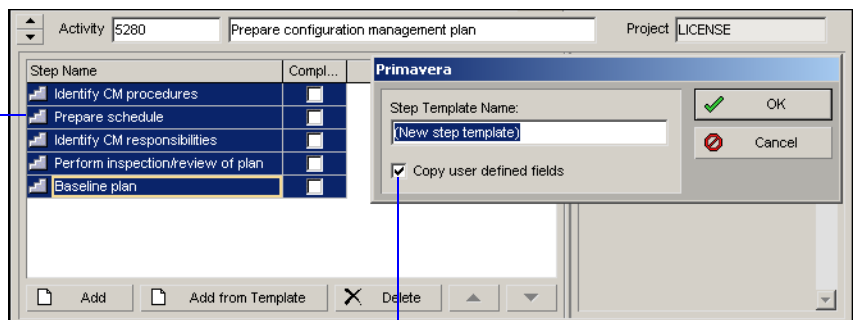 Activity 5280 Prepare configuration management plan Project LICENSE
Step Name Compl...
Identify CM procedures
Prepare schedule
Identify CM responsibilities
Perform inspection/review of plan
Baseline plan
Primavera
Step Template Name:
(New step template)
Copy user defined fields
OK
Cancel
Add Add from Template Delete